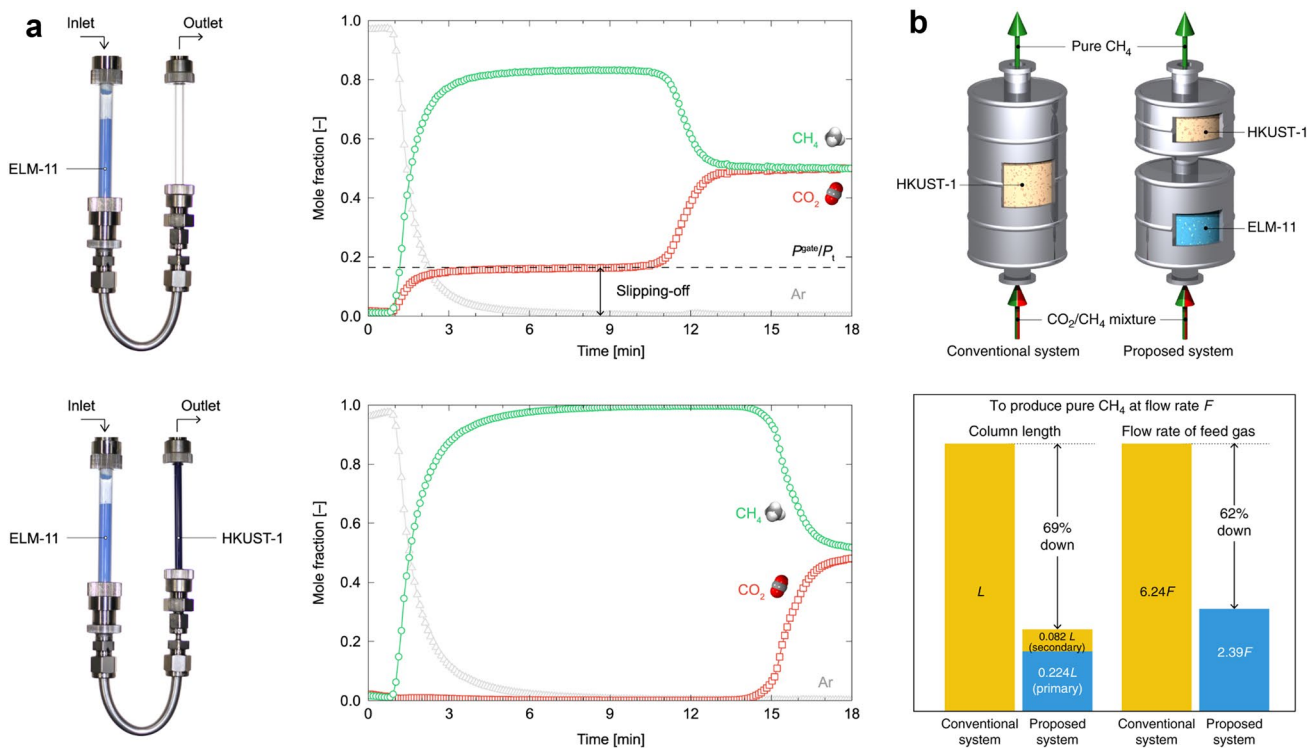 a
Inlet
Outlet
ELM-11
1.0
0.8
0.6
0.4
0.2
0.0
Mole fraction [–]
CH₄
CO₂
Pᵍᵃᵗᵉ/Pₜ
Slipping-off
Ar
0 3 6 9 12 15 18
Time [min]
Inlet
Outlet
ELM-11
HKUST-1
1.0
0.8
0.6
0.4
0.2
0.0
Mole fraction [–]
CH₄
CO₂
Ar
0 3 6 9 12 15 18
Time [min]
b
Pure CH₄
HKUST-1
HKUST-1
ELM-11
CO₂/CH₄ mixture
Conventional system
Proposed system
To produce pure CH₄ at flow rate F
Column length
Flow rate of feed gas
69%
down
62%
down
L
0.082 L
(secondary)
0.224L
(primary)
6.24F
2.39F
Conventional
system
Proposed
system
Conventional
system
Proposed
system